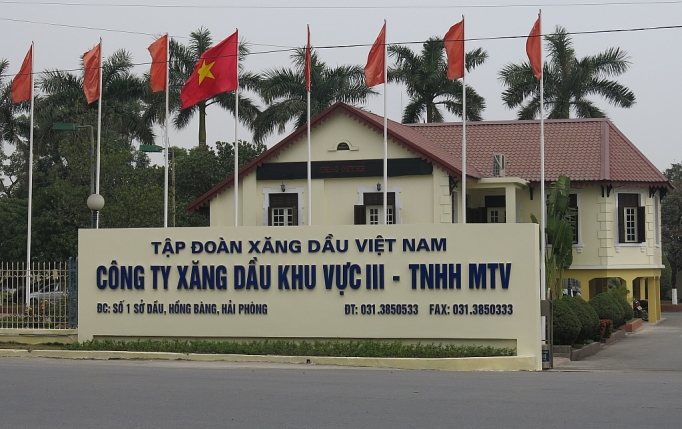 TẬP ĐOÀN XĂNG DẦU VIỆT NAM
CÔNG TY XĂNG DẦU KHU VỰC III - TNHH MTV
ĐC: SỐ 1 SỞ DẦU, HỒNG BÀNG, HẢI PHÒNG ĐT: 031.3850533 FAX: 031.3850333